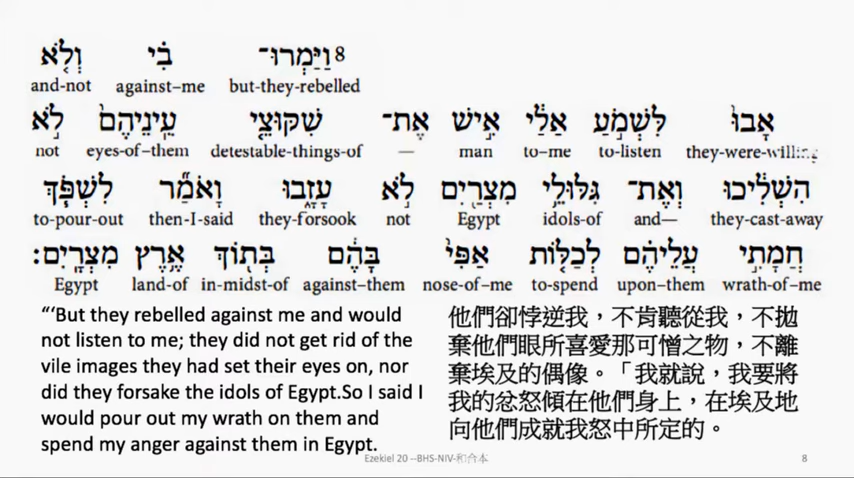 8 וַיַּמְרוּ־ בִ֗י וְלֹ֤א
and-not against–me but-they-rebelled
אָבוּ֙ לִּשְׁמֹ֣עַ אֵלַ֔י אִ֣ישׁ אֶת־ שִׁקּוּצֵ֤י עֵֽינֵיהֶם֙ לֹ֣א
not eyes-of–them detestable-things-of — man to–me to-listen they-were-willing
הִשְׁלִ֔יכוּ וְאֶת־ גִּלּוּלֵ֥י מִצְרַ֖יִם לֹ֣א עָזָ֑בוּ וָאֹמַ֞ר לִשְׁפֹּ֧ךְ
to-pour-out then-I-said they-forsook not Egypt idols-of and— they-cast-away
חֲמָתִ֣י עֲלֵיהֶ֗ם לְכַלּ֤וֹת אַפִּי֙ בָּהֶ֔ם בְּת֖וֹךְ אֶ֥רֶץ מִצְרָֽיִם׃
Egypt land-of in-midst-of against–them nose-of–me to-spend upon–them wrath-of–me
“‘But they rebelled against me and would
not listen to me; they did not get rid of the
vile images they had set their eyes on, nor
did they forsake the idols of Egypt.So I said I
would pour out my wrath on them and
spend my anger against them in Egypt.
他們卻悖逆我，不肯聽從我，不拋
棄他們眼所喜愛那可憎之物，不離
棄埃及的偶像。「我就說，我要將
我的忿怒傾在他們身上，在埃及地
向他們成就我怒中所定的。
Ezekiel 20 --BHS-NIV-和合本
8